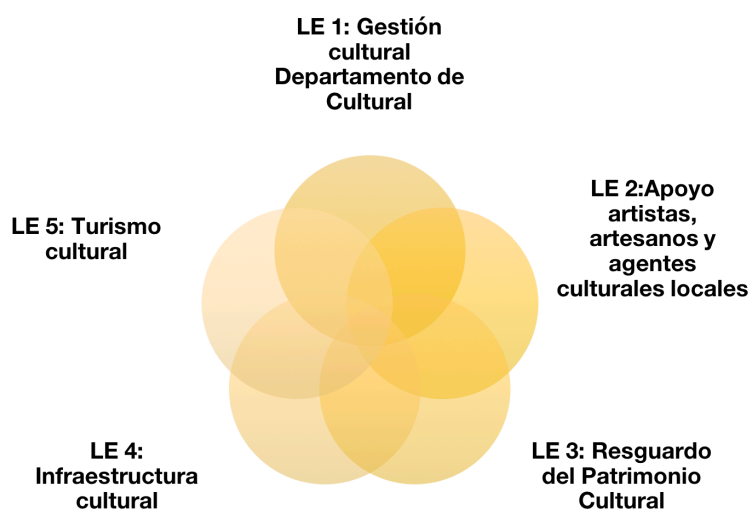 LE 1: Gestión
cultural
Departamento de
Cultural
LE 2:Apoyo
artistas,
artesanos y
agentes
culturales locales
LE 3: Resguardo
del Patrimonio
Cultural
LE 4:
Infraestructura
cultural
LE 5: Turismo
cultural